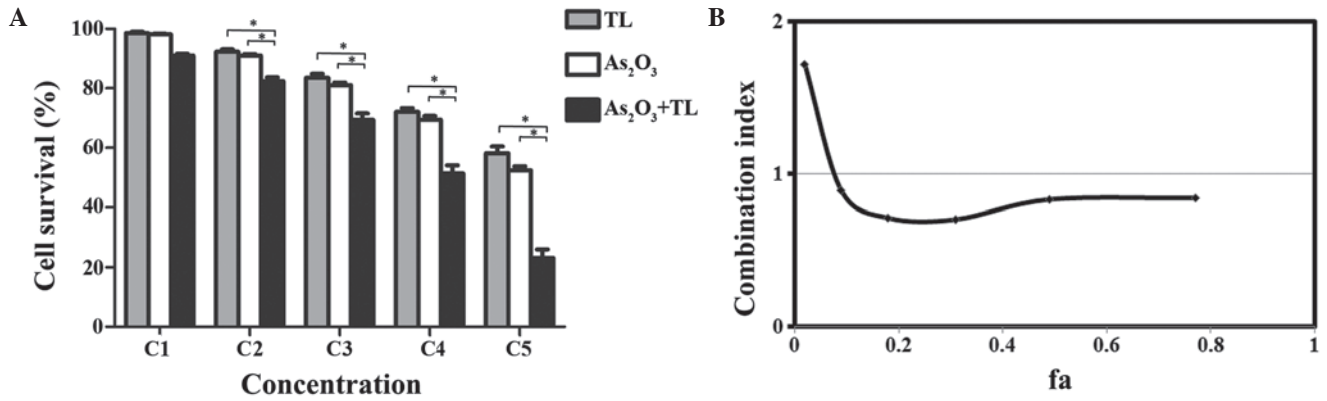 A
100
80
60
40
20
0
Cell survival (%)
* * * * * * * *
C1 C2 C3 C4 C5
Concentration
TL
As₂O₃
As₂O₃+TL
B
2
1
0
Combination index
0 0.2 0.4 0.6 0.8 1
fa